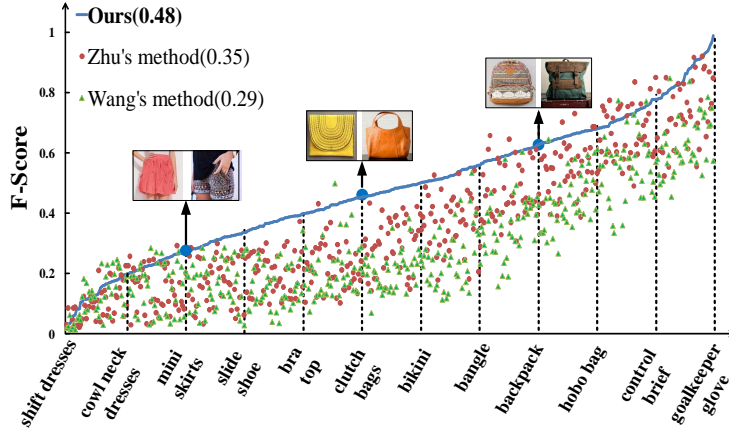 Ours(0.48)
Zhu's method(0.35)
Wang's method(0.29)
F-Score
1
0.8
0.6
0.4
0.2
0
shift dresses
cowl neck
dresses
mini
skirts
slide
shoe
bra
top
clutch
bags
bikini
bangle
backpack
hobo bag
control
brief
goalkeeper
glove